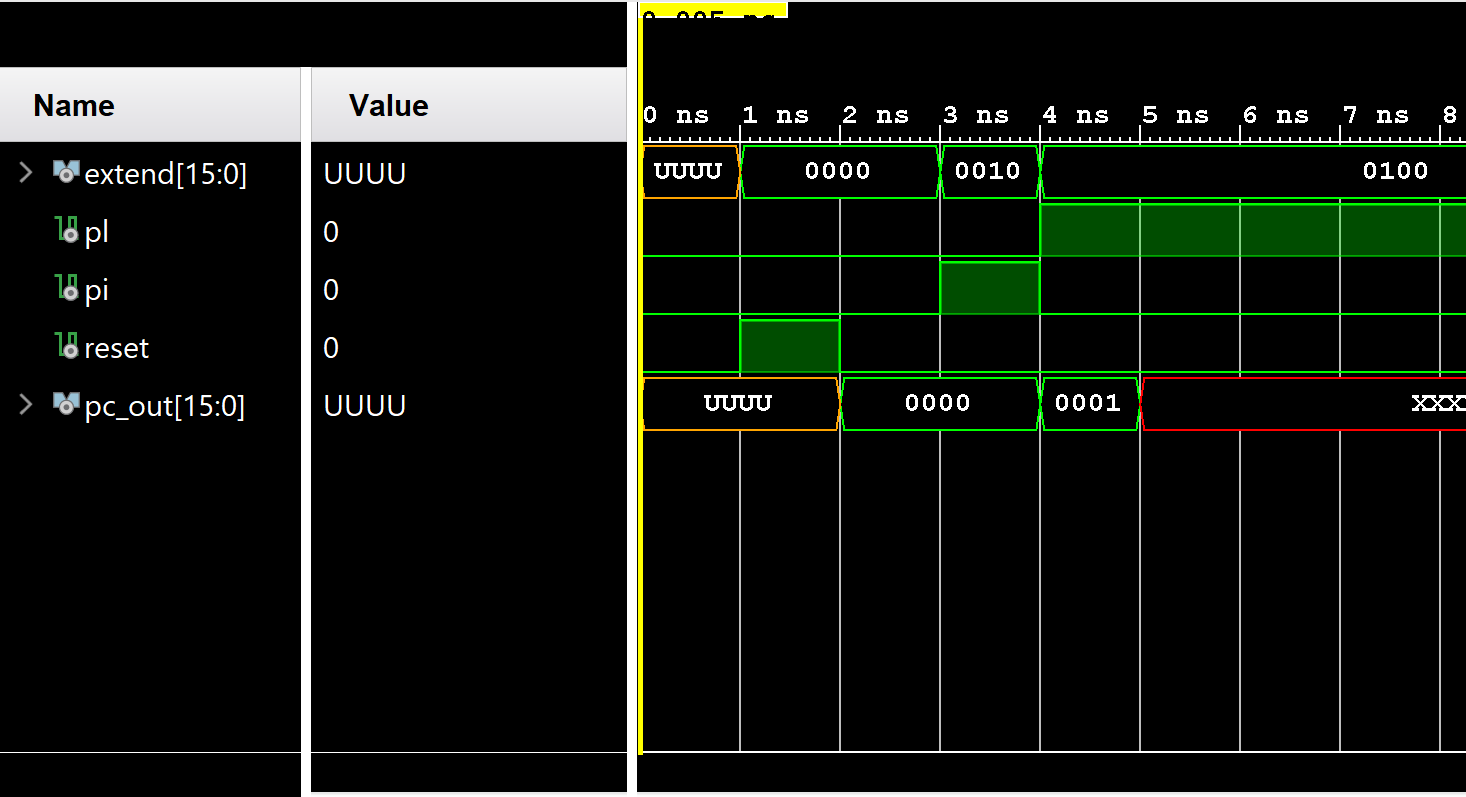 Name
Value
0 ns 1 ns 2 ns 3 ns 4 ns 5 ns 6 ns 7 ns 8
extend[15:0] UUUU UUUU 0000 0010 0100
pl 0
pi 0
reset 0
pc_out[15:0] UUUU UUUU 0000 0001